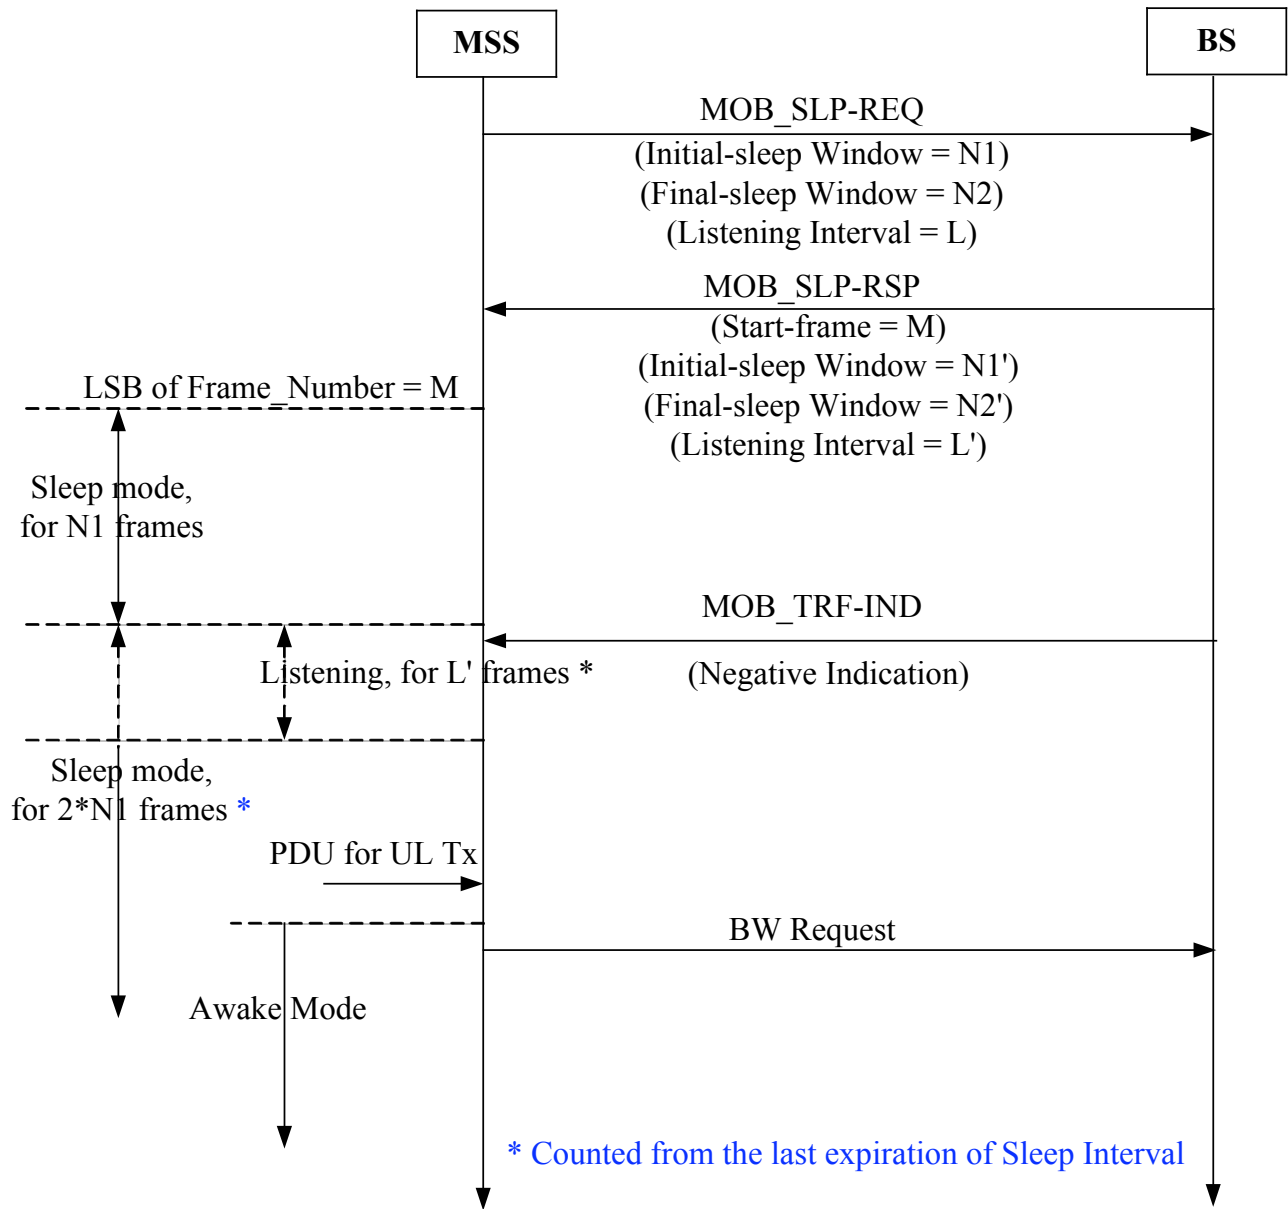 MSS
BS
MOB_SLP-REQ
(Initial-sleep Window = N1)
(Final-sleep Window = N2)
(Listening Interval = L)
MOB_SLP-RSP
(Start-frame = M)
(Initial-sleep Window = N1')
(Final-sleep Window = N2')
(Listening Interval = L')
LSB of Frame_Number = M
Sleep mode,
for N1 frames
MOB_TRF-IND
(Negative Indication)
Listening, for L' frames *
Sleep mode,
for 2*N1 frames *
PDU for UL Tx
BW Request
Awake Mode
* Counted from the last expiration of Sleep Interval